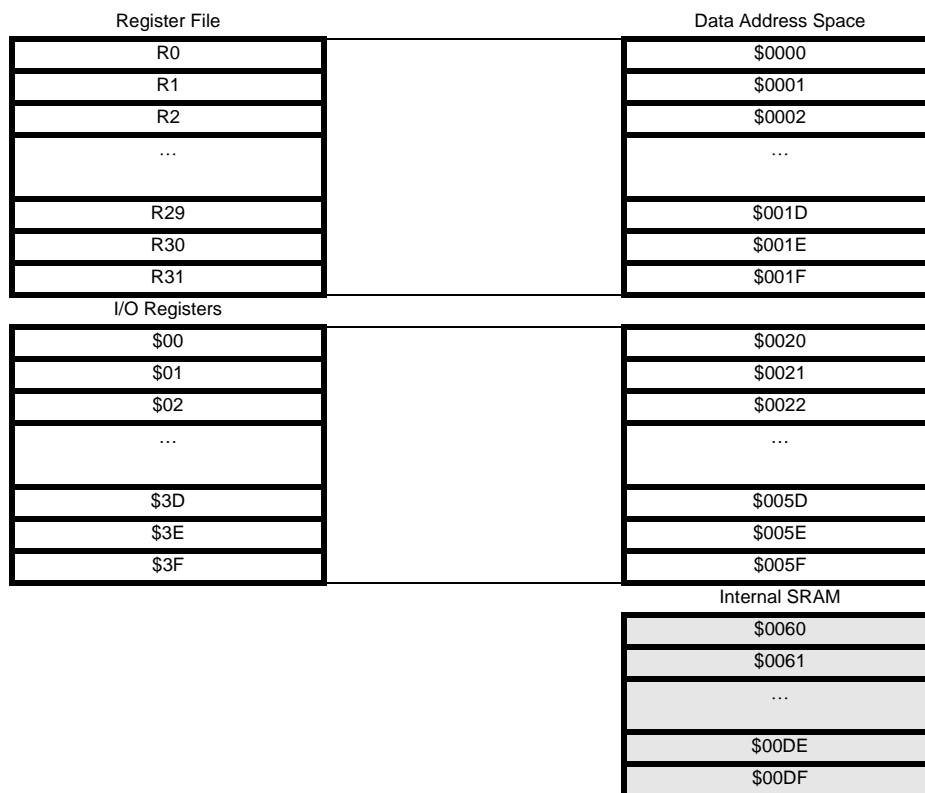 Register File Data Address Space
R0 $0000
R1 $0001
R2 $0002
... ...
R29 $001D
R30 $001E
R31 $001F
I/O Registers
$00 $0020
$01 $0021
$02 $0022
... ...
$3D $005D
$3E $005E
$3F $005F
Internal SRAM
$0060
$0061
...
$00DE
$00DF